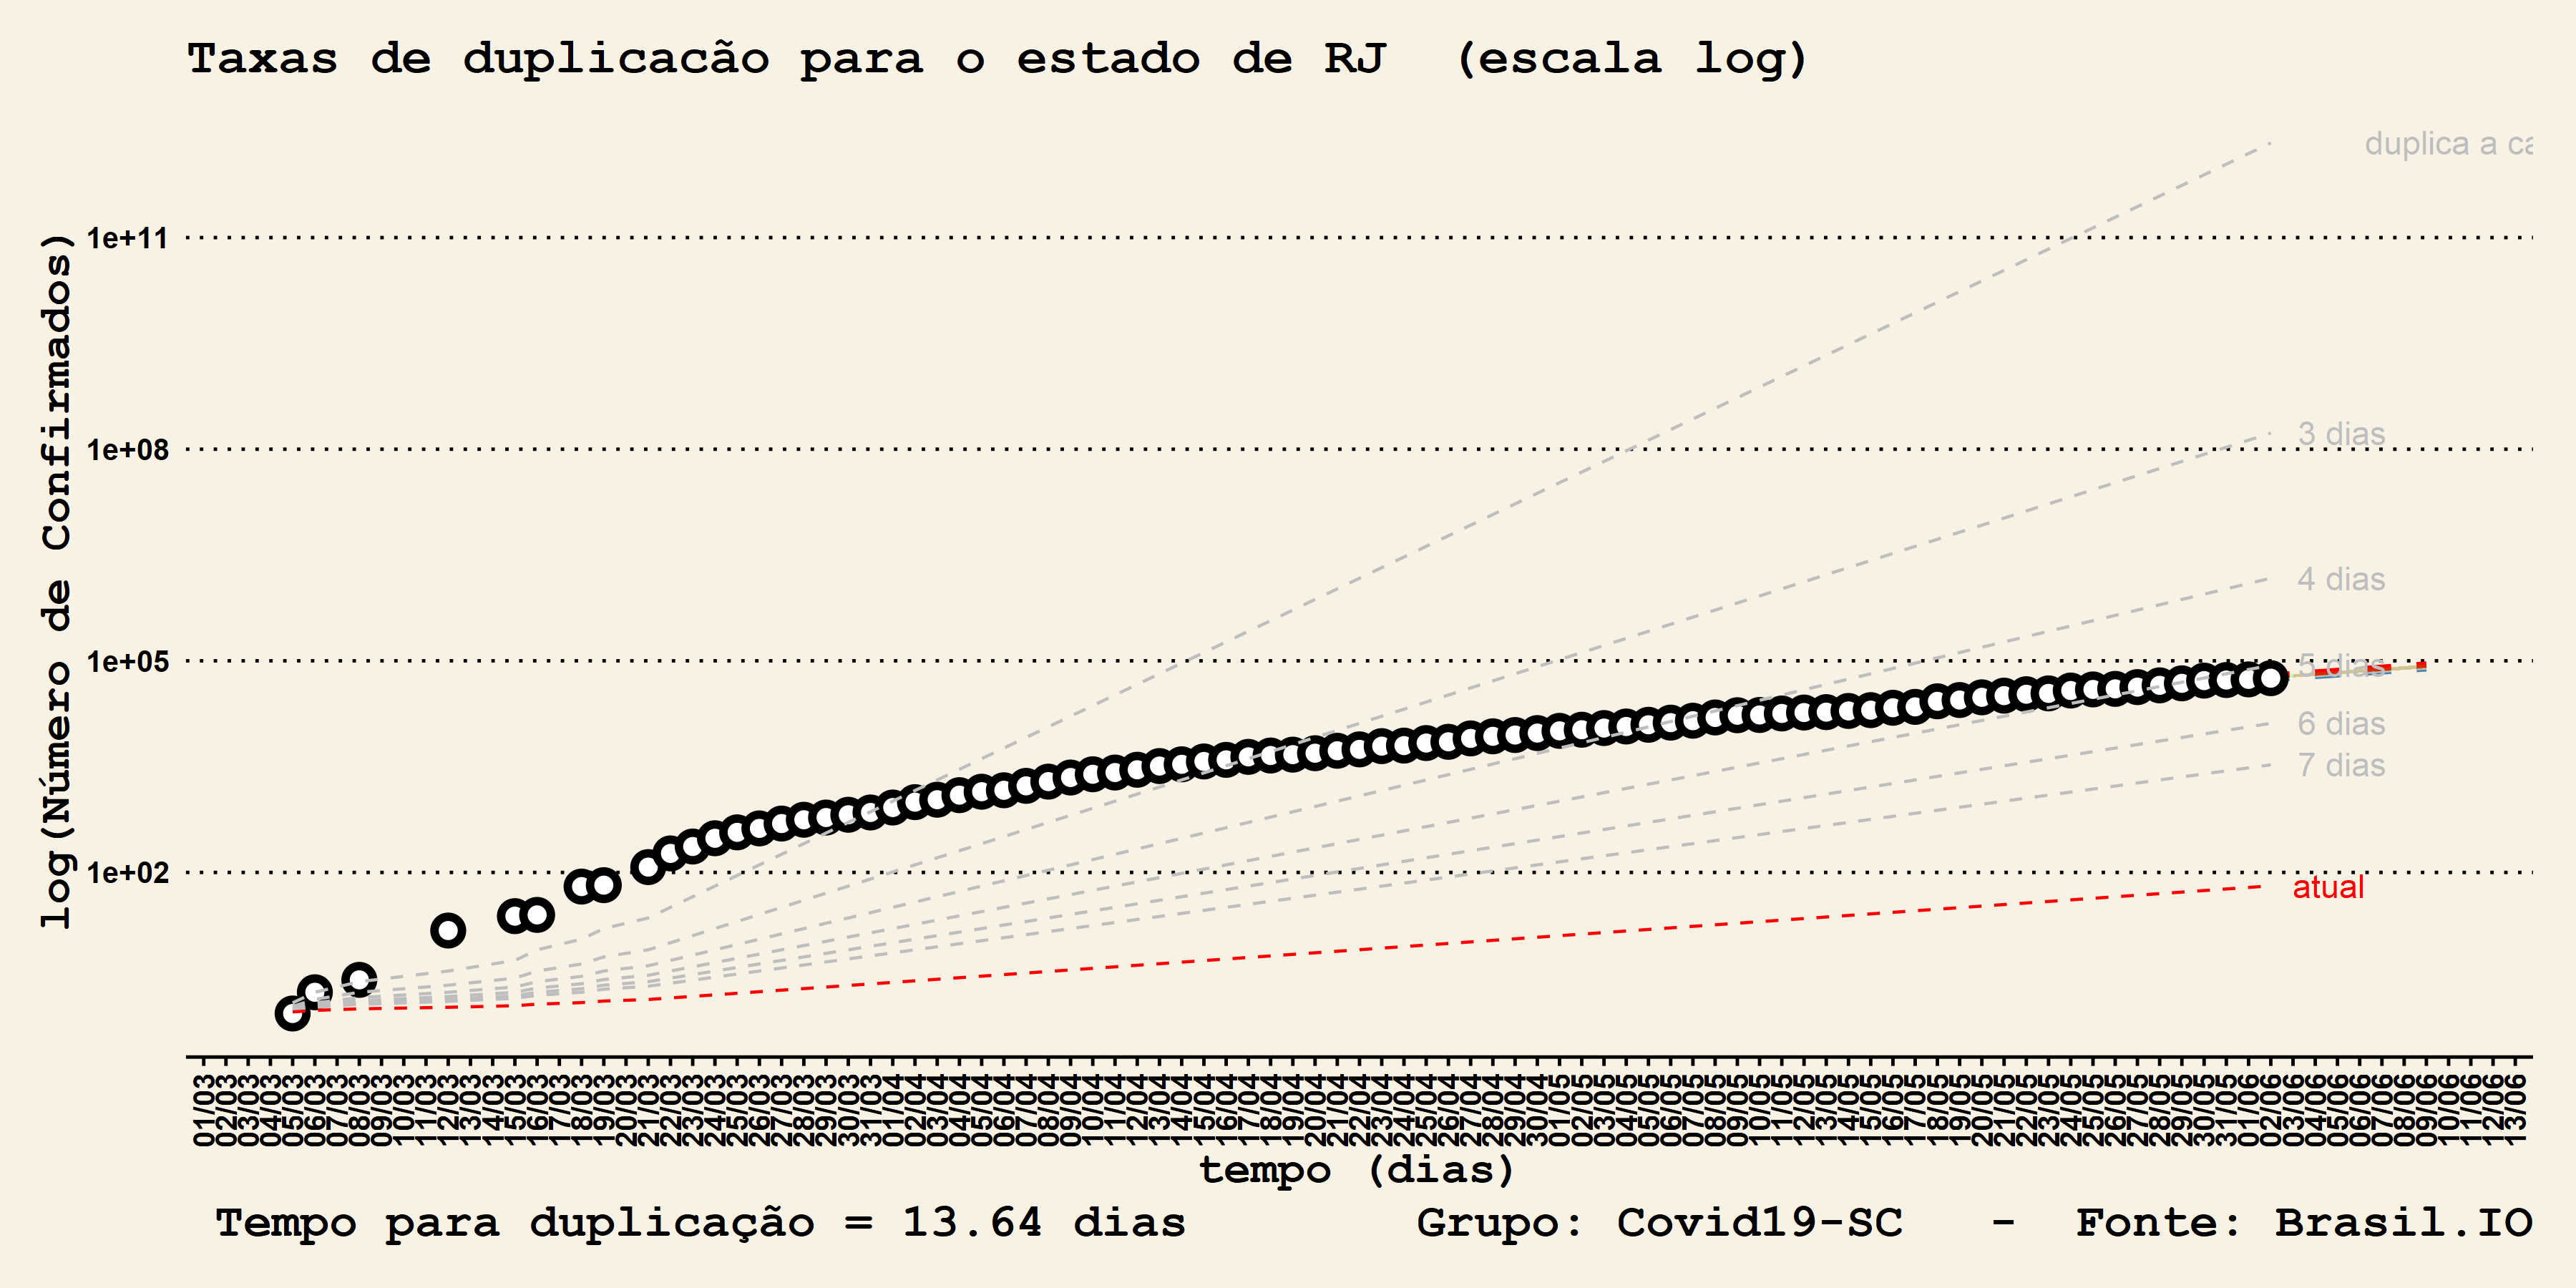 Taxas de duplicacão para o estado de RJ  (escala log)
duplica a ca
1e+11
3 dias
1e+08
4 dias
1e+05
5 dias
6 dias
7 dias
1e+02
atual
log(Número de Confirmados)
01/03 02/03 03/03 04/03 05/03 06/03 07/03 08/03 09/03 10/03 11/03 12/03 13/03 14/03 15/03 16/03 17/03 18/03 19/03 20/03 21/03 22/03 23/03 24/03 25/03 26/03 27/03 28/03 29/03 30/03 31/03 01/04 02/04 03/04 04/04 05/04 06/04 07/04 08/04 09/04 10/04 11/04 12/04 13/04 14/04 15/04 16/04 17/04 18/04 19/04 20/04 21/04 22/04 23/04 24/04 25/04 26/04 27/04 28/04 29/04 30/04 01/05 02/05 03/05 04/05 05/05 06/05 07/05 08/05 09/05 10/05 11/05 12/05 13/05 14/05 15/05 16/05 17/05 18/05 19/05 20/05 21/05 22/05 23/05 24/05 25/05 26/05 27/05 28/05 29/05 30/05 31/05 01/06 02/06 03/06 04/06 05/06 06/06 07/06 08/06 09/06 10/06 11/06 12/06 13/06
tempo (dias)
Tempo para duplicação = 13.64 dias
Grupo: Covid19-SC   -  Fonte: Brasil.IO